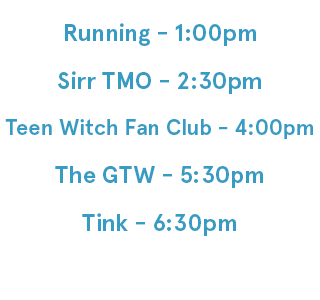 Running - 1:00pm
Sirr TMO - 2:30pm
Teen Witch Fan Club - 4:00pm
The GTW - 5:30pm
Tink - 6:30pm